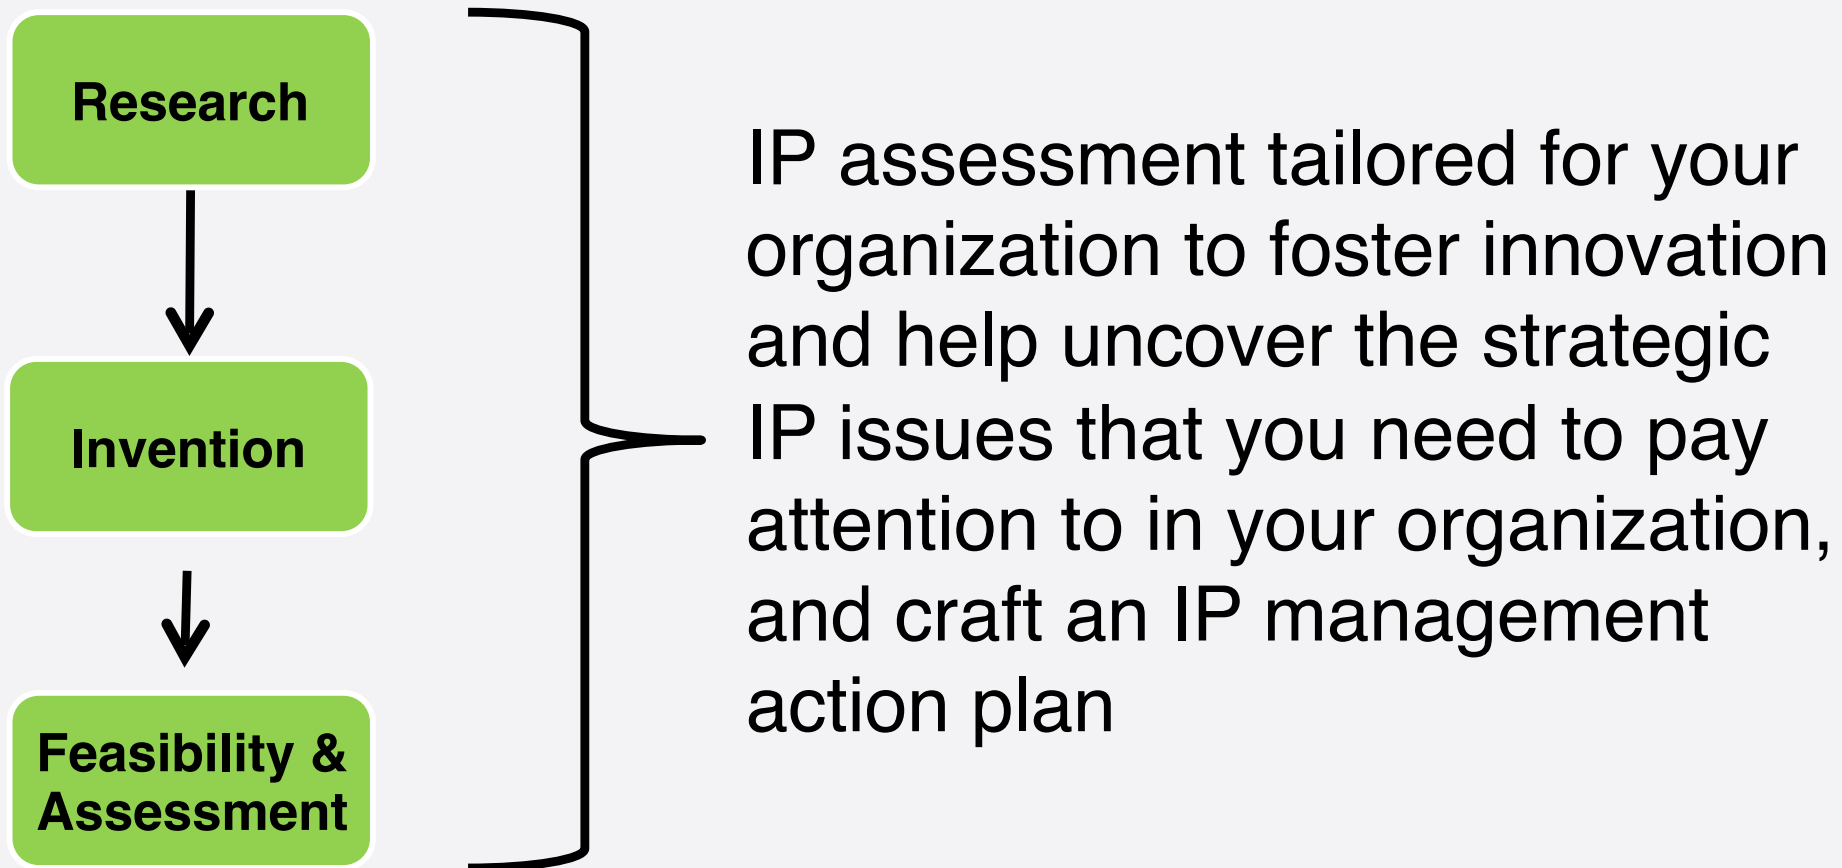 Research
Invention
Feasibility &
Assessment
IP assessment tailored for your
organization to foster innovation
and help uncover the strategic
IP issues that you need to pay
attention to in your organization,
and craft an IP management
action plan